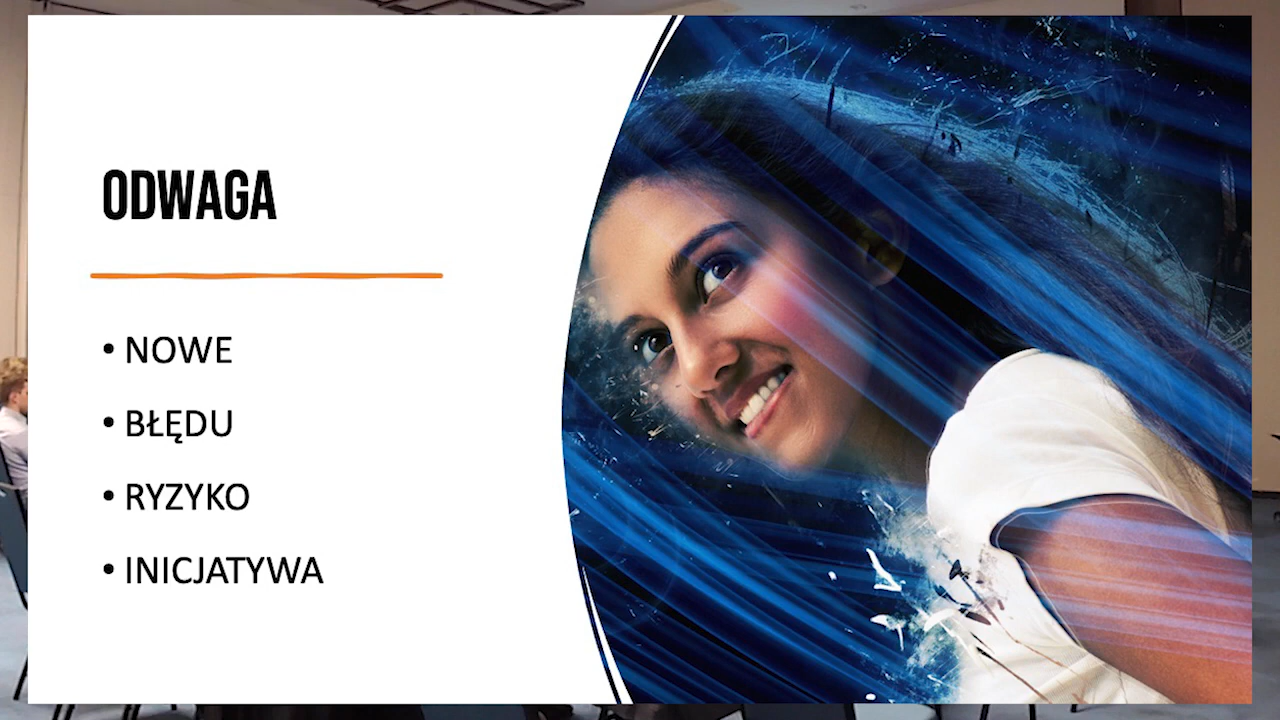 ODWAGA
• NOWE
• BŁĘDU
• RYZYKO
• INICJATYWA